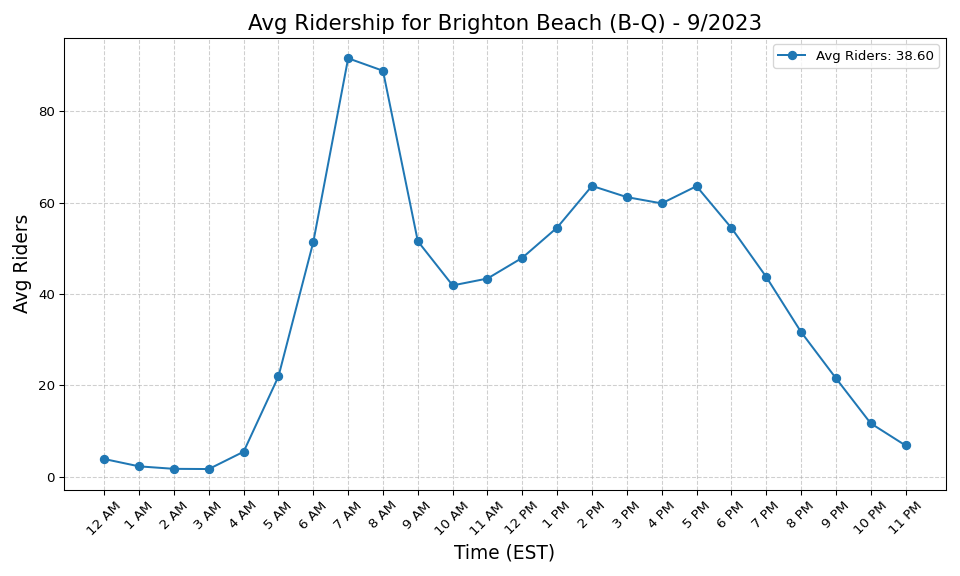 Avg Ridership for Brighton Beach (B-Q) - 9/2023
Avg Riders: 38.60
Avg Riders
80
60
40
20
0
12 AM
1 AM
2 AM
3 AM
4 AM
5 AM
6 AM
7 AM
8 AM
9 AM
10 AM
11 AM
12 PM
1 PM
2 PM
3 PM
4 PM
5 PM
6 PM
7 PM
8 PM
9 PM
10 PM
11 PM
Time (EST)